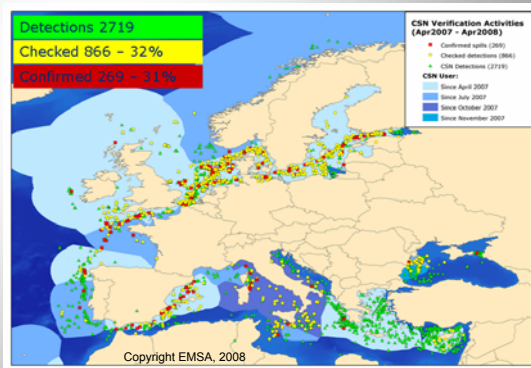 Detections 2719
Checked 866 – 32%
Confirmed 269 – 31%
CSN Verification Activities
(Apr2007 - Apr2008)
Confirmed spills (269)
Checked detections (866)
CSN Detections (2719)
CSN User:
Since April 2007
Since July 2007
Since October 2007
Since November 2007
Copyright EMSA, 2008